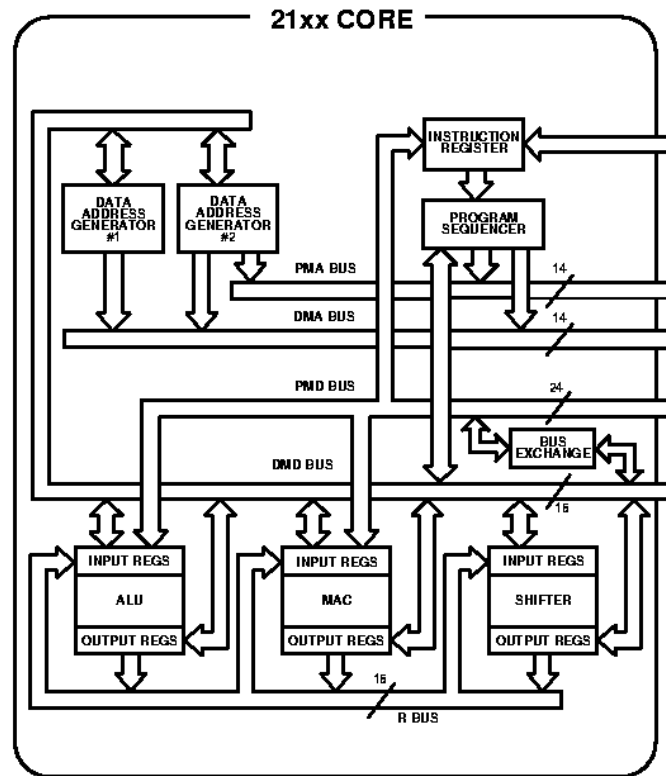 21xx CORE
INSTRUCTION
REGISTER
DATA
ADDRESS
GENERATOR
#1
DATA
ADDRESS
GENERATOR
#2
PROGRAM
SEQUENCER
PMA BUS
14
DMA BUS
14
PMD BUS
24
BUS
EXCHANGE
DMD BUS
16
INPUT REGS
ALU
OUTPUT REGS
INPUT REGS
MAC
OUTPUT REGS
INPUT REGS
SHIFTER
OUTPUT REGS
16
R BUS